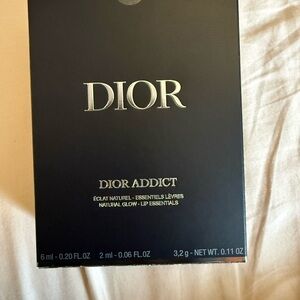 DIOR
DIOR ADDICT
ÉCLAT NATUREL - ESSENTIELS LÈVRES
NATURAL GLOW - LIP ESSENTIALS
6 ml - 0.20 FL.OZ 2 ml - 0.06 FL.OZ 3,2 g - NET WT. 0.11 OZ